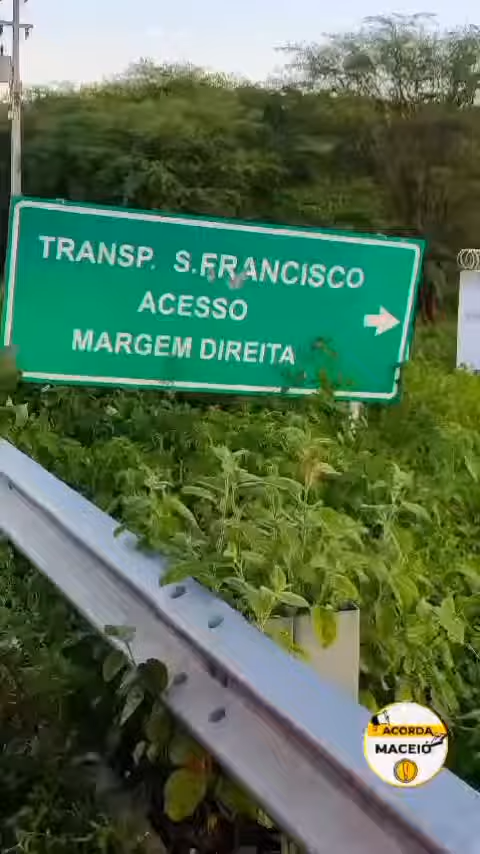 TRANSP. S.FRANCISCO
ACESSO
MARGEM DIREITA
ACORDA
MACEIÓ